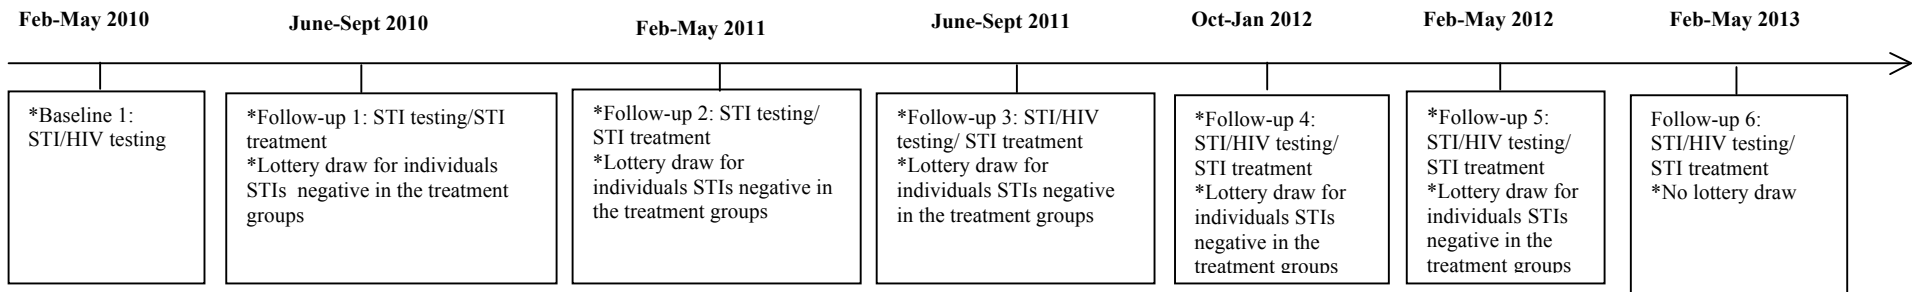 Feb-May 2010
June-Sept 2010
Feb-May 2011
June-Sept 2011
Oct-Jan 2012
Feb-May 2012
Feb-May 2013
*Baseline 1:
STI/HIV testing
*Follow-up 1: STI testing/STI
treatment
*Lottery draw for individuals
STIs negative in the treatment
groups
*Follow-up 2: STI testing/
STI treatment
*Lottery draw for
individuals STIs negative in
the treatment groups
*Follow-up 3: STI/HIV
testing/ STI treatment
*Lottery draw for
individuals STIs negative
in the treatment groups
*Follow-up 4:
STI/HIV testing/
STI treatment
*Lottery draw for
individuals STIs
negative in the
treatment groups
*Follow-up 5:
STI/HIV testing/
STI treatment
*Lottery draw for
individuals STIs
negative in the
treatment groups
Follow-up 6:
STI/HIV testing/
STI treatment
*No lottery draw